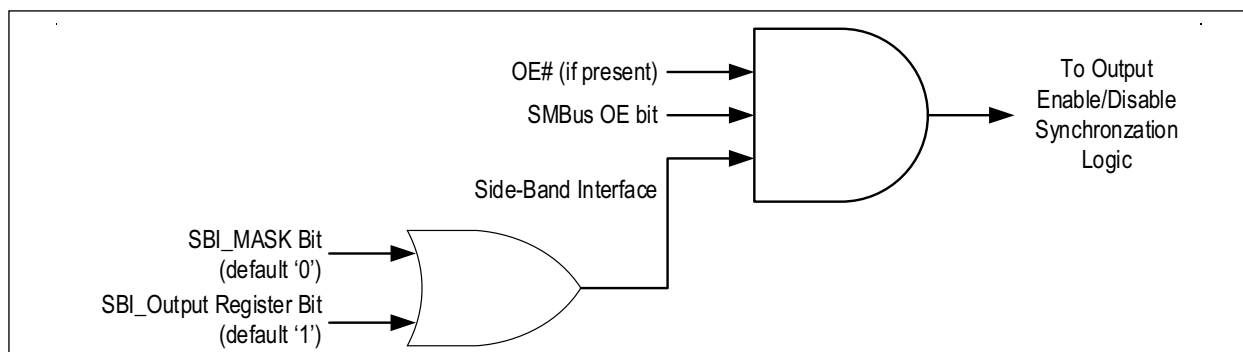 OE# (if present)
SMBus OE bit
Side-Band Interface
SBI_MASK Bit
(default ‘0’)
SBI_Output Register Bit
(default ‘1’)
To Output
Enable/Disable
Synchronzation
Logic